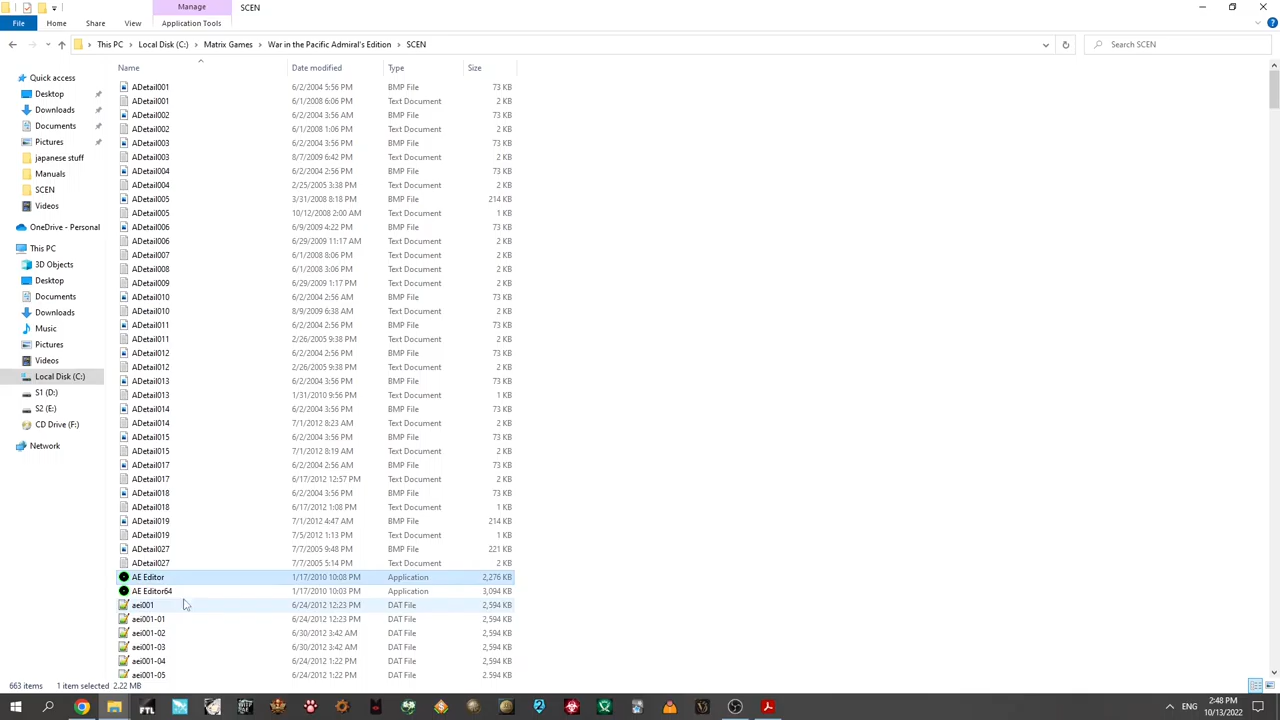 Manage
SCEN
File
Home
Share
View
Application Tools
This PC
Local Disk (C:)
Matrix Games
War in the Pacific Admiral's Edition
SCEN
Search SCEN
Name
Date modified
Type
Size
Quick access
Desktop
Downloads
Documents
Pictures
japanese stuff
Manuals
SCEN
Videos
OneDrive - Personal
This PC
3D Objects
Desktop
Documents
Downloads
Music
Pictures
Videos
Local Disk (C:)
S1 (D:)
S2 (E:)
CD Drive (F:)
Network
ADetail001 6/2/2004 5:56 PM BMP File 73 KB
ADetail001 6/1/2008 6:06 PM Text Document 2 KB
ADetail002 6/2/2004 3:56 AM BMP File 73 KB
ADetail002 6/1/2008 1:06 PM Text Document 2 KB
ADetail003 6/2/2004 3:56 PM BMP File 73 KB
ADetail003 8/7/2009 6:42 PM Text Document 2 KB
ADetail004 6/2/2004 2:56 PM BMP File 73 KB
ADetail004 2/25/2005 3:38 PM Text Document 2 KB
ADetail005 3/31/2008 8:18 PM BMP File 214 KB
ADetail005 10/12/2008 2:00 AM Text Document 1 KB
ADetail006 6/9/2009 4:22 PM BMP File 73 KB
ADetail006 6/29/2009 11:17 AM Text Document 2 KB
ADetail007 6/1/2008 8:06 PM Text Document 2 KB
ADetail008 6/1/2008 3:06 PM Text Document 2 KB
ADetail009 6/29/2009 1:17 PM Text Document 2 KB
ADetail010 6/2/2004 2:56 AM BMP File 73 KB
ADetail010 8/9/2009 6:38 AM Text Document 2 KB
ADetail011 6/2/2004 2:56 PM BMP File 73 KB
ADetail011 2/26/2005 9:38 PM Text Document 2 KB
ADetail012 6/2/2004 2:56 PM BMP File 73 KB
ADetail012 2/26/2005 9:38 PM Text Document 2 KB
ADetail013 6/2/2004 3:56 PM BMP File 73 KB
ADetail013 1/31/2010 9:56 PM Text Document 1 KB
ADetail014 6/2/2004 3:56 PM BMP File 73 KB
ADetail014 7/1/2012 8:23 AM Text Document 2 KB
ADetail015 6/2/2004 3:56 PM BMP File 73 KB
ADetail015 7/1/2012 8:19 AM Text Document 2 KB
ADetail017 6/2/2004 2:56 AM BMP File 73 KB
ADetail017 6/17/2012 12:57 PM Text Document 2 KB
ADetail018 6/2/2004 3:56 PM BMP File 73 KB
ADetail018 6/17/2012 1:08 PM Text Document 2 KB
ADetail019 7/1/2012 4:47 AM BMP File 214 KB
ADetail019 7/5/2012 1:13 PM Text Document 2 KB
ADetail027 7/7/2005 9:48 PM BMP File 221 KB
ADetail027 7/7/2005 5:14 PM Text Document 2 KB
AE Editor 1/17/2010 10:08 PM Application 2,276 KB
AE Editor64 1/17/2010 10:03 PM Application 3,094 KB
aei001 6/24/2012 12:23 PM DAT File 2,594 KB
aei001-01 6/24/2012 12:23 PM DAT File 2,594 KB
aei001-02 6/30/2012 3:42 AM DAT File 2,594 KB
aei001-03 6/30/2012 3:42 AM DAT File 2,594 KB
aei001-04 6/24/2012 1:22 PM DAT File 2,594 KB
aei001-05 6/24/2012 1:22 PM DAT File 2,594 KB
663 items
1 item selected 2.22 MB
FTL
ENG
2:48 PM
10/13/2022